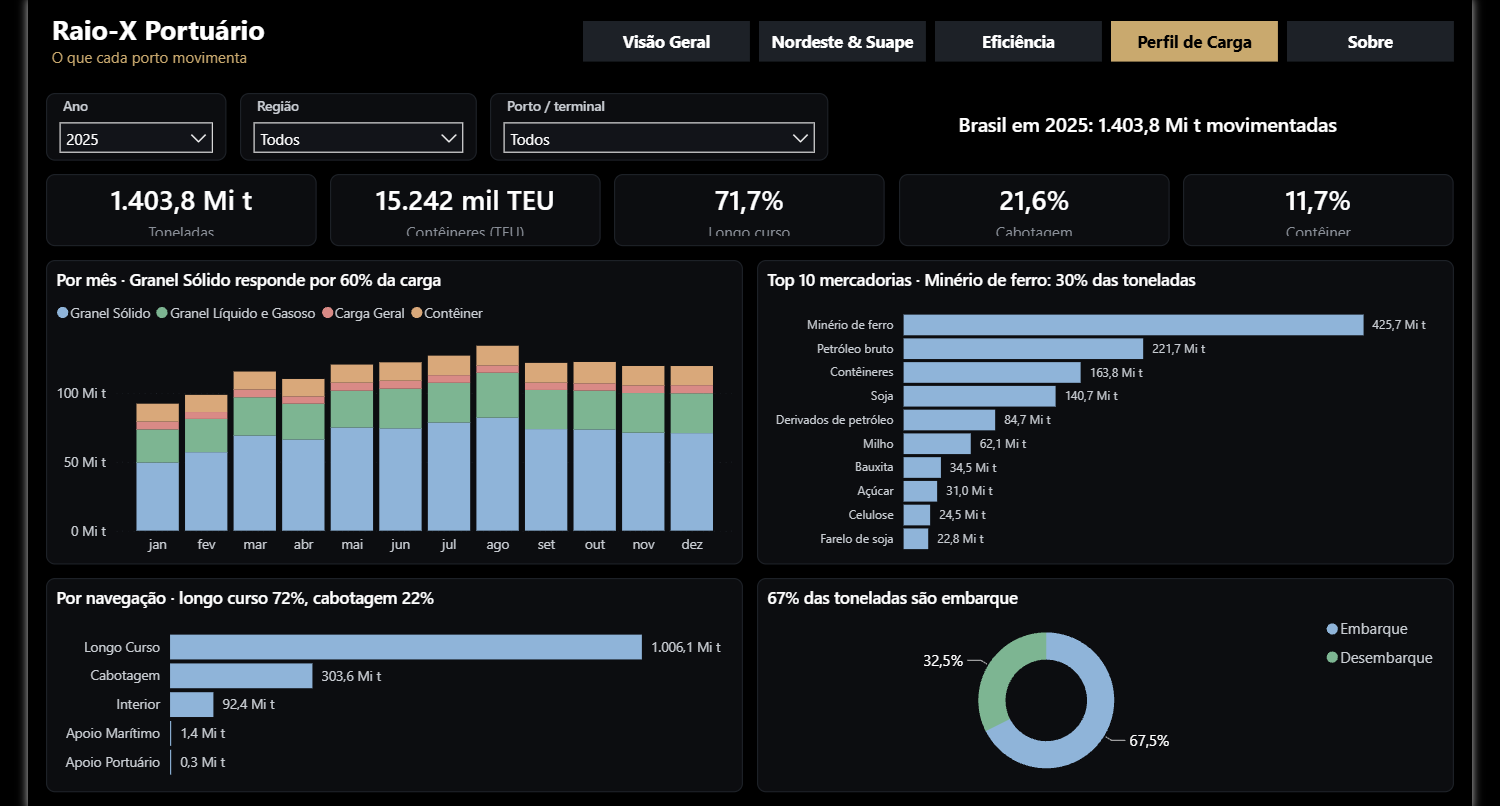 Raio-X Portuário
O que cada porto movimenta
Visão Geral
Nordeste & Suape
Eficiência
Perfil de Carga
Sobre
Ano
2025
Região
Todos
Porto / terminal
Todos
Brasil em 2025: 1.403,8 Mi t movimentadas
1.403,8 Mi t
Toneladas
15.242 mil TEU
Contêineres (TEU)
71,7%
Longo curso
21,6%
Cabotagem
11,7%
Contêiner
Por mês · Granel Sólido responde por 60% da carga
Granel Sólido
Granel Líquido e Gasoso
Carga Geral
Contêiner
100 Mi t
50 Mi t
0 Mi t
jan fev mar abr mai jun jul ago set out nov dez
Top 10 mercadorias · Minério de ferro: 30% das toneladas
Minério de ferro 425,7 Mi t
Petróleo bruto 221,7 Mi t
Contêineres 163,8 Mi t
Soja 140,7 Mi t
Derivados de petróleo 84,7 Mi t
Milho 62,1 Mi t
Bauxita 34,5 Mi t
Açúcar 31,0 Mi t
Celulose 24,5 Mi t
Farelo de soja 22,8 Mi t
Por navegação · longo curso 72%, cabotagem 22%
Longo Curso 1.006,1 Mi t
Cabotagem 303,6 Mi t
Interior 92,4 Mi t
Apoio Marítimo 1,4 Mi t
Apoio Portuário 0,3 Mi t
67% das toneladas são embarque
Embarque
Desembarque
32,5%
67,5%